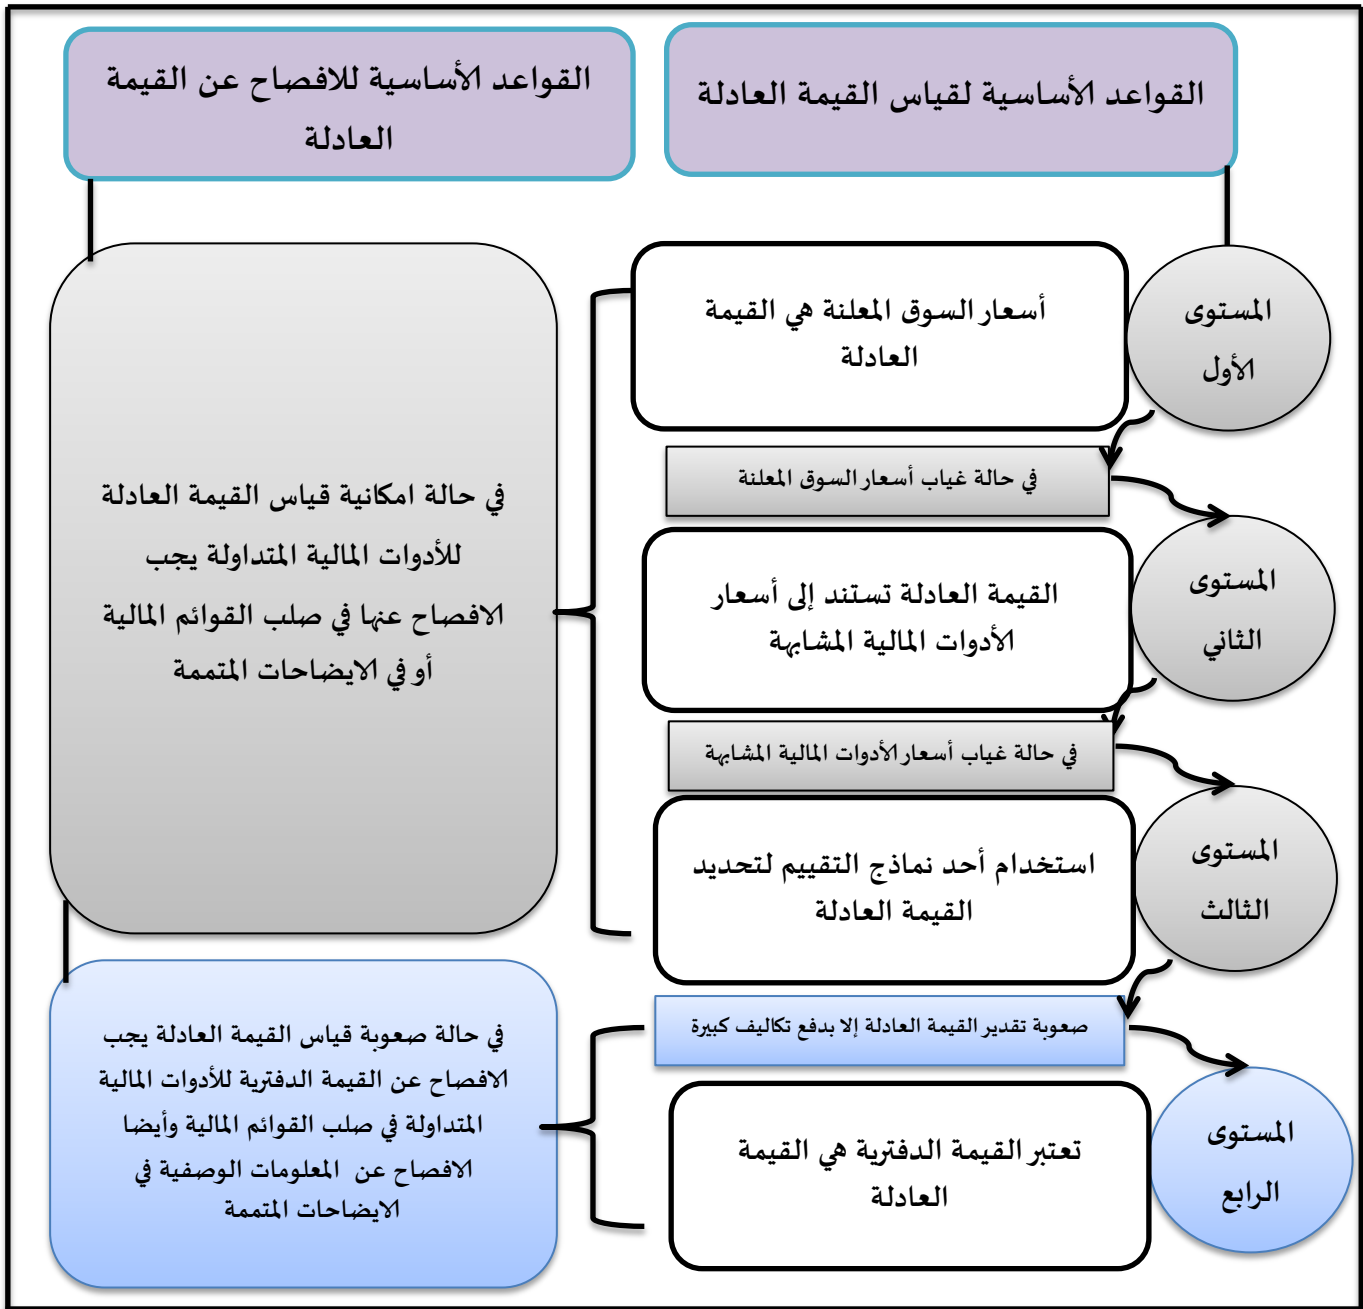 القواعد الأساسية لقياس القيمة العادلة
القواعد الأساسية للافصاح عن القيمة
العادلة
المستوى
الأول
أسعار السوق المعلنة هي القيمة
العادلة
في حالة غياب أسعار السوق المعلنة
المستوى
الثاني
القيمة العادلة تستند إلى أسعار
الأدوات المالية المشابهة
في حالة غياب أسعار الأدوات المالية المشابهة
المستوى
الثالث
استخدام أحد نماذج التقييم لتحديد
القيمة العادلة
في حالة امكانية قياس القيمة العادلة
للأدوات المالية المتداولة يجب
الافصاح عنها في صلب القوائم المالية
أو في الايضاحات المتممة
صعوبة تقدير القيمة العادلة إلا بدفع تكاليف كبيرة
المستوى
الرابع
تعتبر القيمة الدفترية هي القيمة
العادلة
في حالة صعوبة قياس القيمة العادلة يجب
الافصاح عن القيمة الدفترية للأدوات المالية
المتداولة في صلب القوائم المالية وأيضا
الافصاح عن المعلومات الوصفية في
الايضاحات المتممة